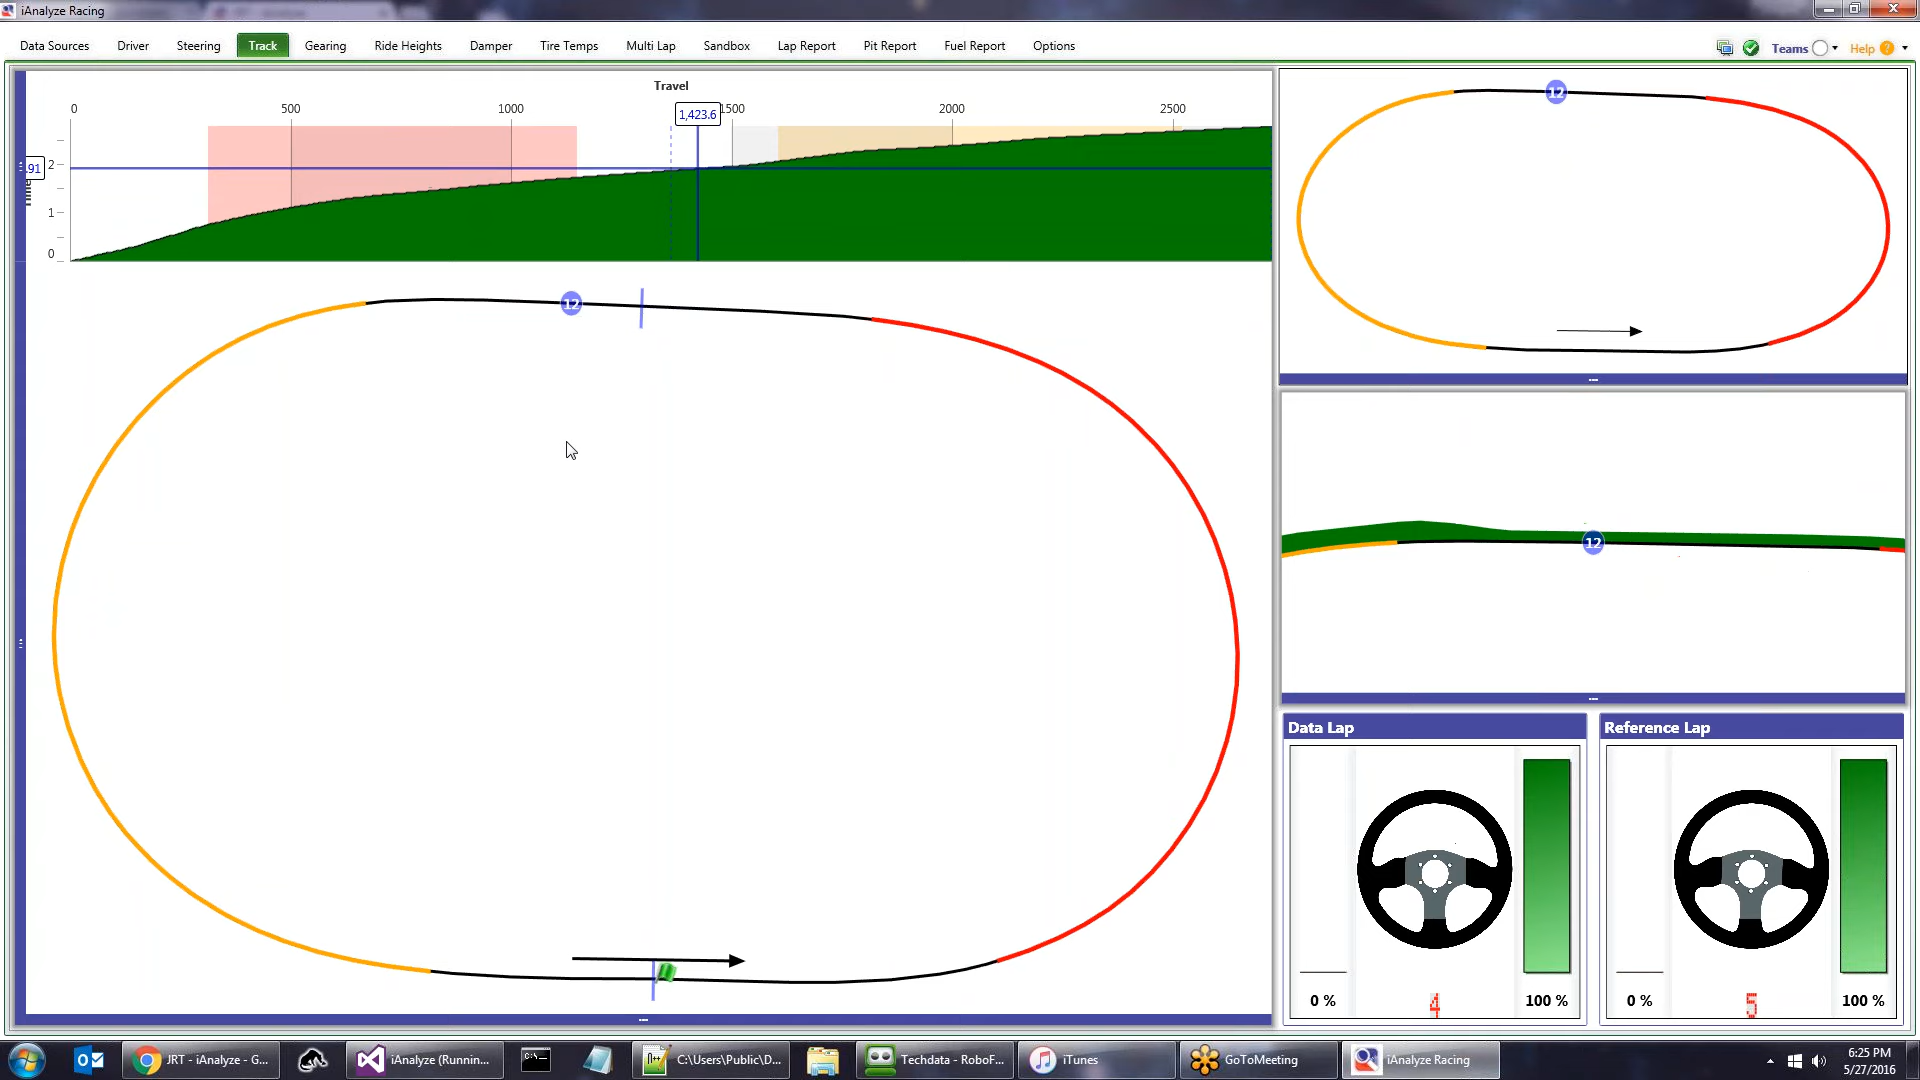 iAnalyze Racing
Data Sources Driver Steering Track Gearing Ride Heights Damper Tire Temps Multi Lap Sandbox Lap Report Pit Report Fuel Report Options Teams Help ?
Travel
0 500 1000 1500 2000 2500
1,423.6
2
91
1
0
12
12
12
Data Lap Reference Lap
0 % 4 100 % 0 % 5 100 %
JRT - iAnalyze - G... iAnalyze (Runnin... C:\Users\Public\D... Techdata - RoboF... iTunes GoToMeeting iAnalyze Racing
6:25 PM
5/27/2016